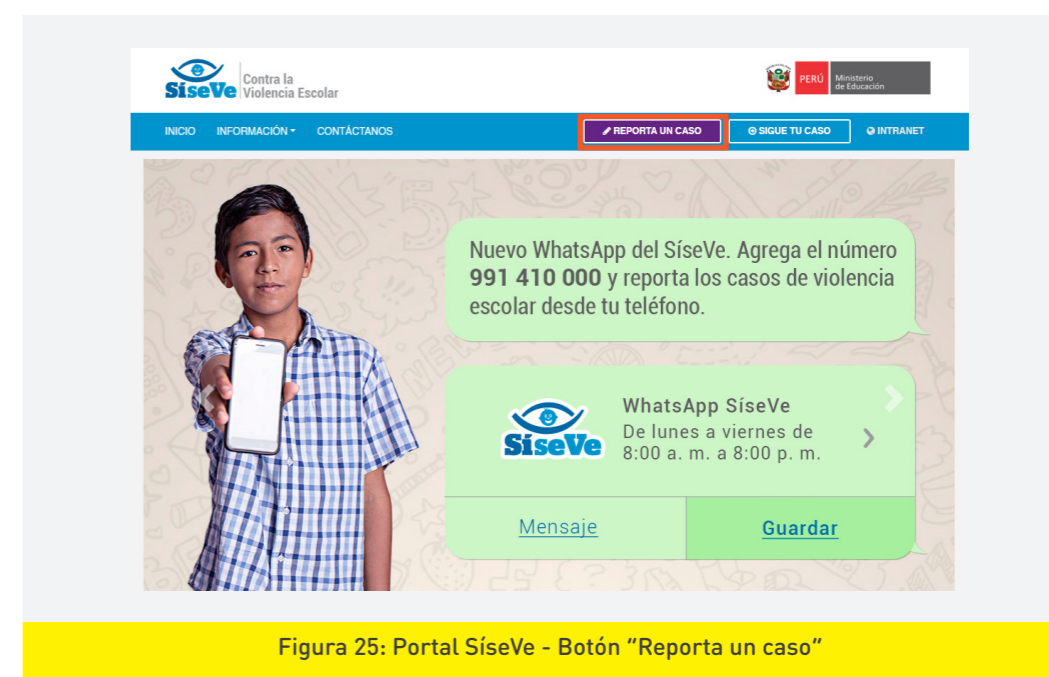 SíseVe
Contra la
Violencia Escolar
PERÚ
Ministerio
de Educación
INICIO INFORMACIÓN CONTÁCTANOS REPORTA UN CASO SIGUE TU CASO INTRANET
Nuevo WhatsApp del SíseVe. Agrega el número
991 410 000 y reporta los casos de violencia
escolar desde tu teléfono.
SíseVe
WhatsApp SíseVe
De lunes a viernes de
8:00 a. m. a 8:00 p. m.
Mensaje
Guardar
Figura 25: Portal SíseVe - Botón "Reporta un caso"